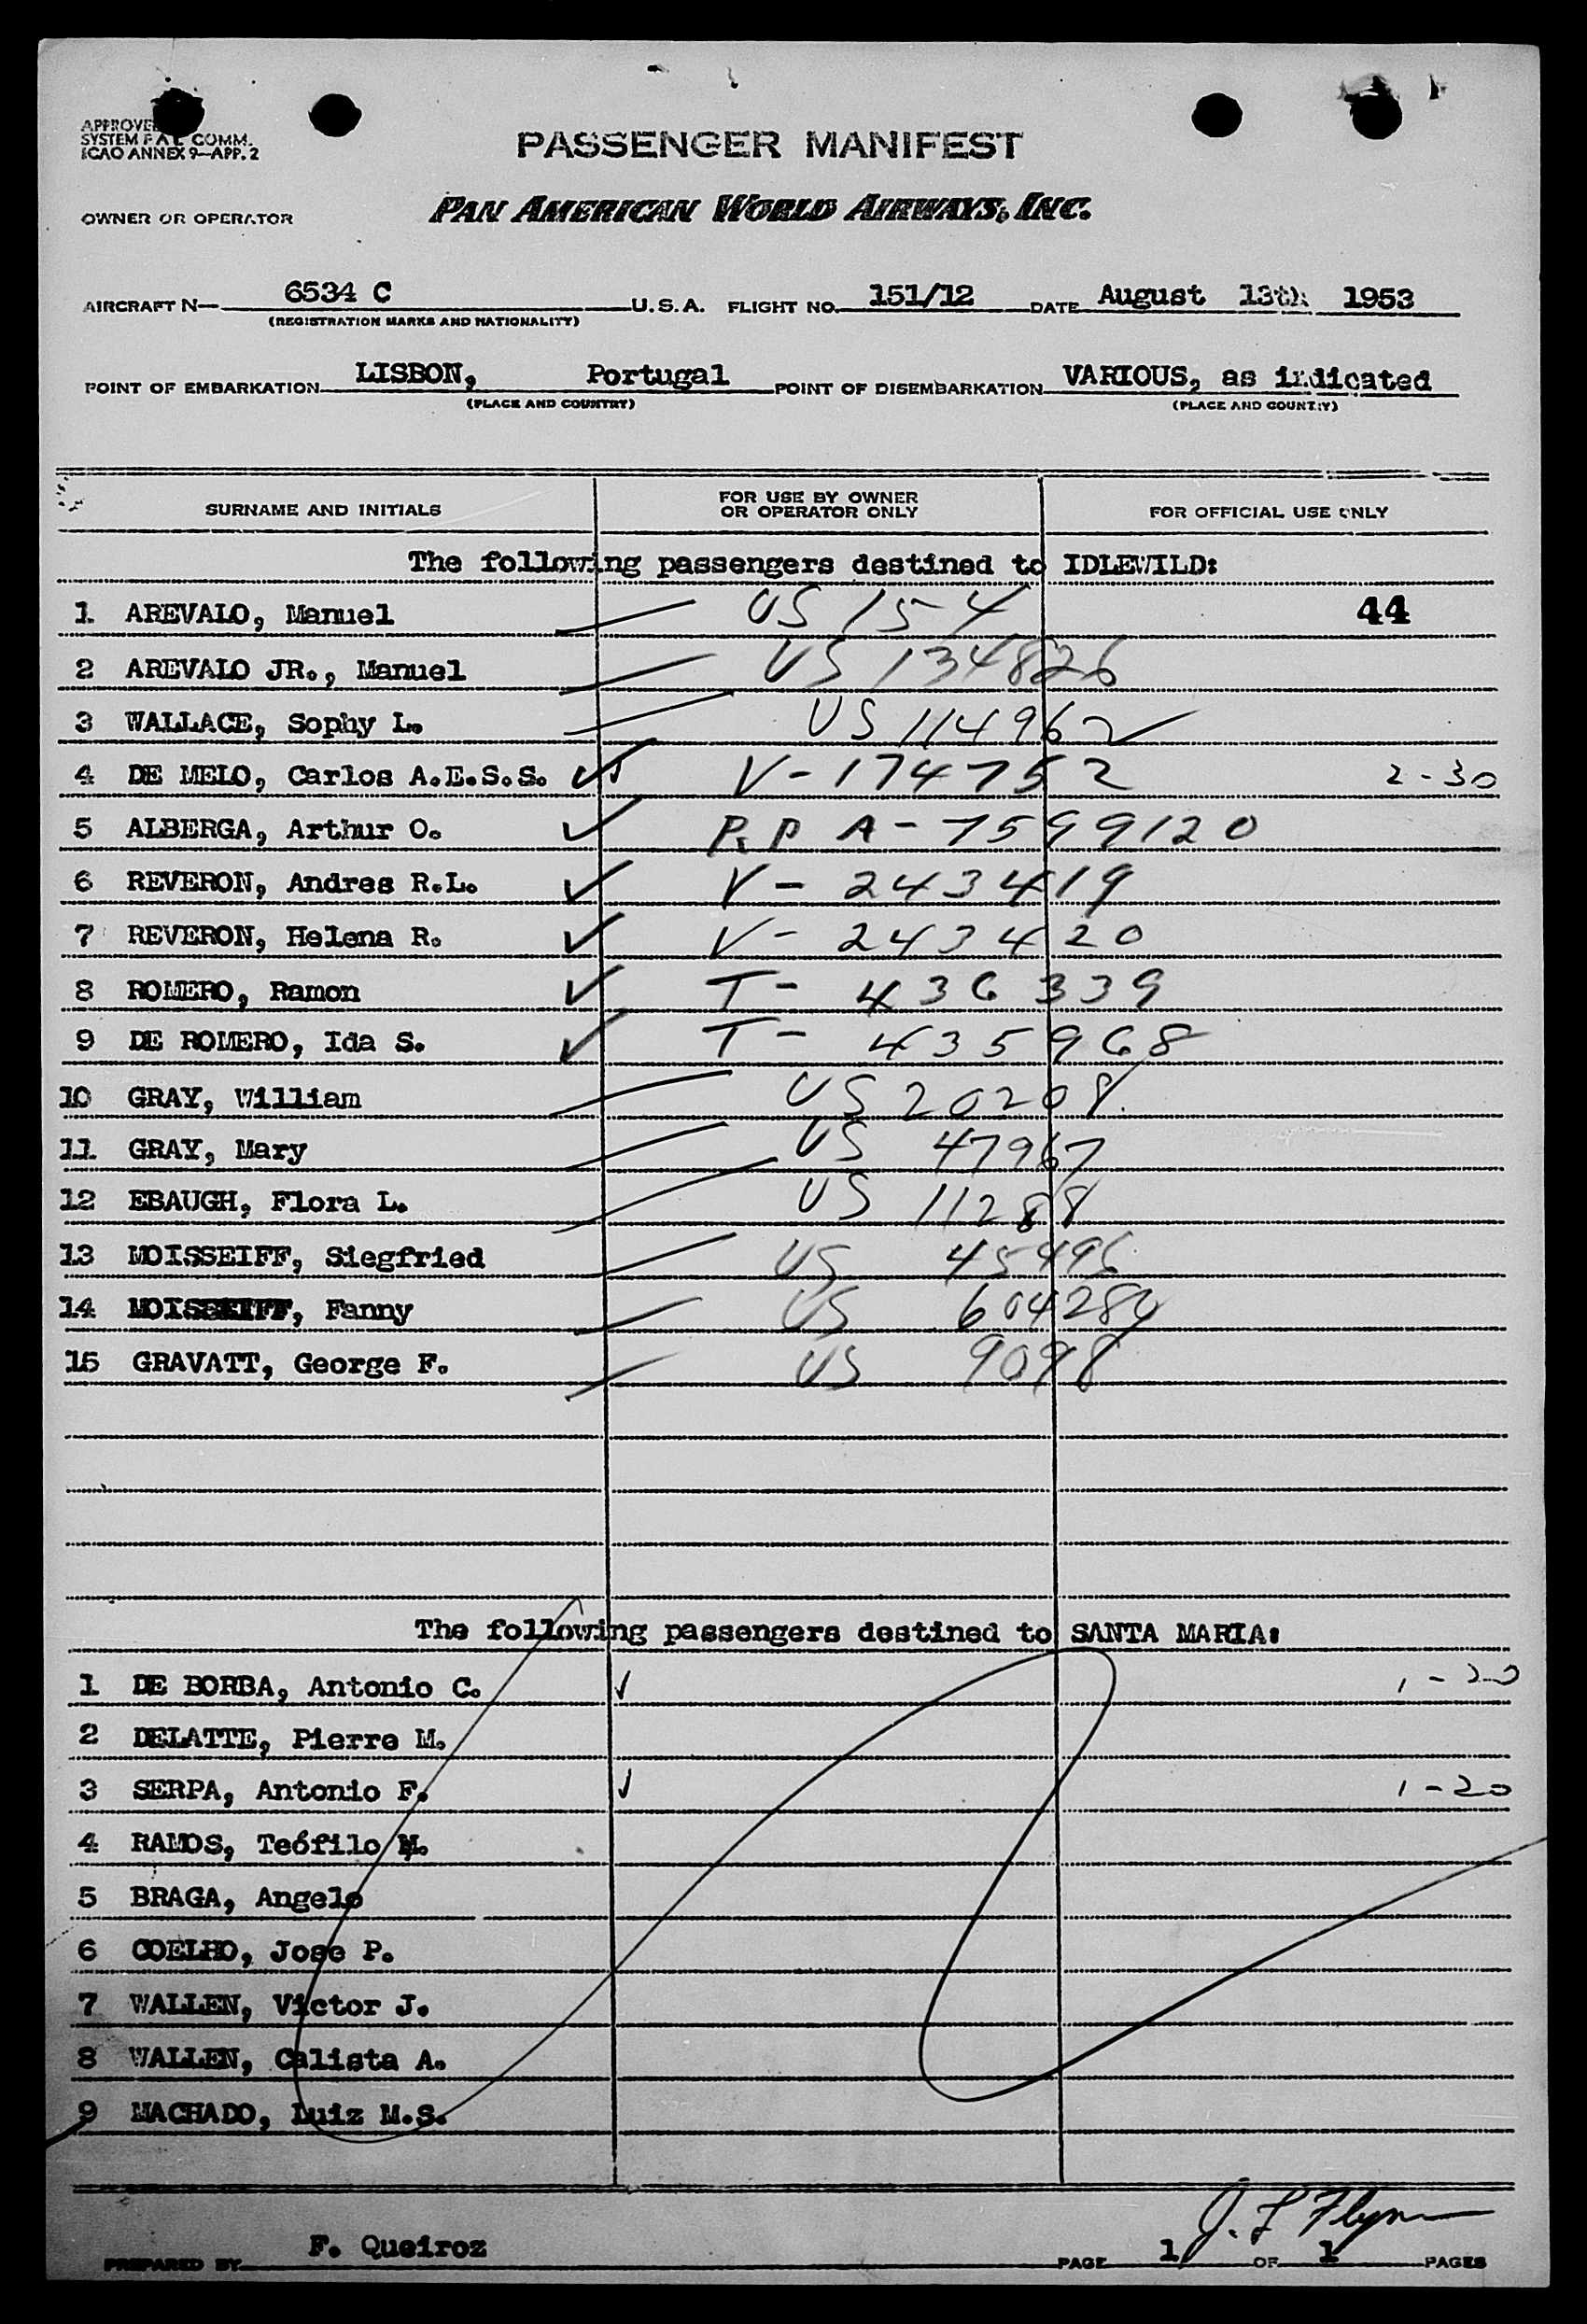 APPROVED
SYSTEM FAL COMM.
ICAO ANNEX 9—APP. 2
PASSENGER MANIFEST
OWNER OR OPERATOR PAN AMERICAN WORLD AIRWAYS, INC.
AIRCRAFT N— 6534 C U.S.A. FLIGHT NO. 151/12 DATE August 13th 1953
(REGISTRATION MARKS AND NATIONALITY)
POINT OF EMBARKATION LISBON, Portugal POINT OF DISEMBARKATION VARIOUS, as indicated
(PLACE AND COUNTRY) (PLACE AND COUNTRY)
SURNAME AND INITIALS FOR USE BY OWNER OR OPERATOR ONLY FOR OFFICIAL USE ONLY
The following passengers destined to IDLEWILD:
1 AREVALO, Manuel US 154 44
2 AREVALO JR., Manuel US 134826
3 WALLACE, Sophy L. US 114962
4 DE MELO, Carlos A.E.S.S. V-174752 2-30
5 ALBERGA, Arthur O. P.P A-7599120
6 REVERON, Andres R.L. V-243419
7 REVERON, Helena R. V-243420
8 ROMERO, Ramon T-436339
9 DE ROMERO, Ida S. T-435968
10 GRAY, William US 20208
11 GRAY, Mary US 47967
12 EBAUGH, Flora L. US 11288
13 MOISSEIFF, Siegfried US 45496
14 MOISSEIFF, Fanny US
15 GRAVATT, George F. US 9098
The following passengers destined to SANTA MARIA:
1 DE BORBA, Antonio C. 1-20
2 DELATTE, Pierre M.
3 SERPA, Antonio F. 1-20
4 RAMOS, Teófilo M.
5 BRAGA, Angelo
6 COELHO, Jose P.
7 WALLEN, Victor J.
8 WALLEN, Calista A.
9 MACHADO, Luiz M.S.
J. F Flynn
PREPARED BY F. Queiroz PAGE 1 OF 1 PAGES